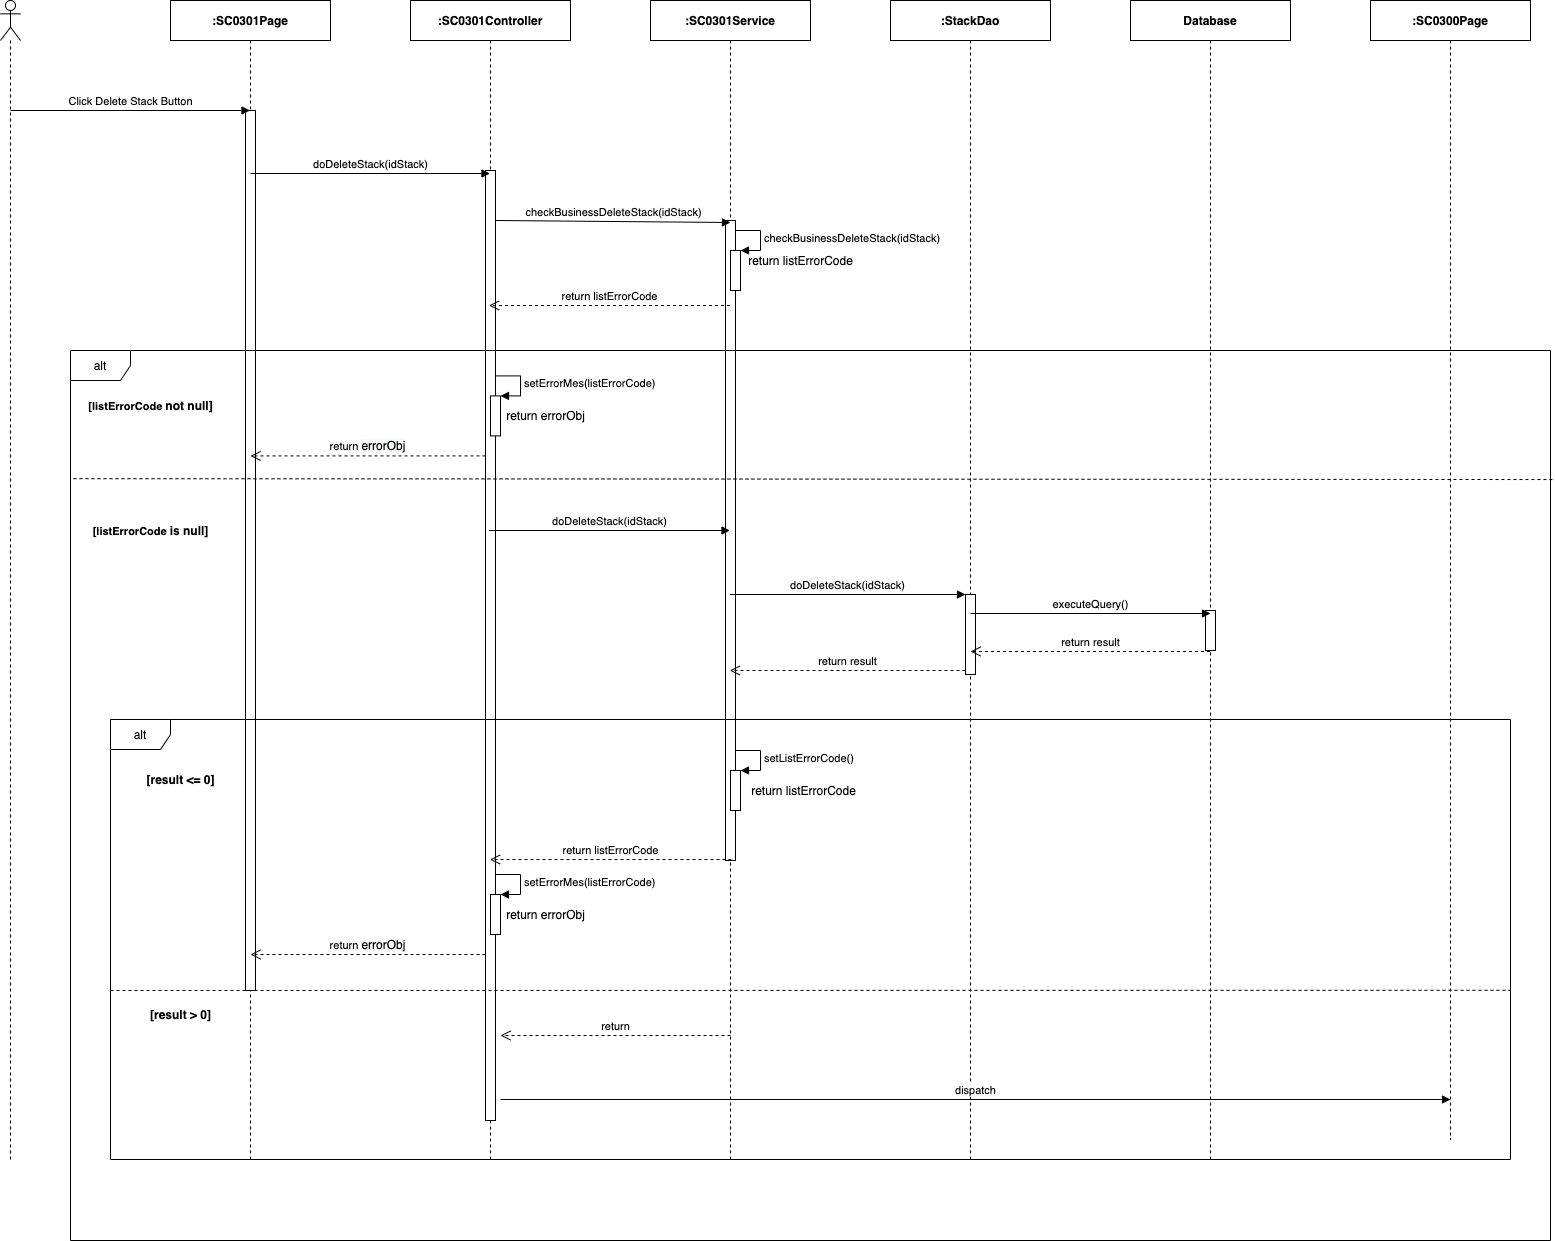 :SC0301Page
:SC0301Controller
:SC0301Service
:StackDao
Database
:SC0300Page
Click Delete Stack Button
doDeleteStack(idStack)
checkBusinessDeleteStack(idStack)
checkBusinessDeleteStack(idStack)
return listErrorCode
return listErrorCode
alt
setErrorMes(listErrorCode)
[listErrorCode not null]
return errorObj
return errorObj
[listErrorCode is null]
doDeleteStack(idStack)
doDeleteStack(idStack)
executeQuery()
return result
return result
alt
setListErrorCode()
[result <= 0]
return listErrorCode
return listErrorCode
setErrorMes(listErrorCode)
return errorObj
return errorObj
[result > 0]
return
dispatch